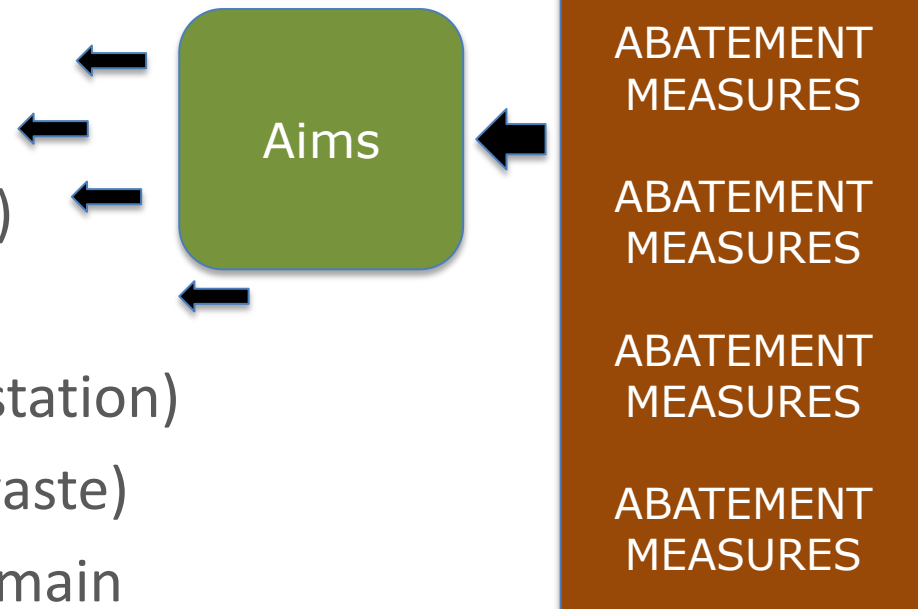 Aims
)
station)
aste)
main
ABATEMENT
MEASURES
ABATEMENT
MEASURES
ABATEMENT
MEASURES
ABATEMENT
MEASURES